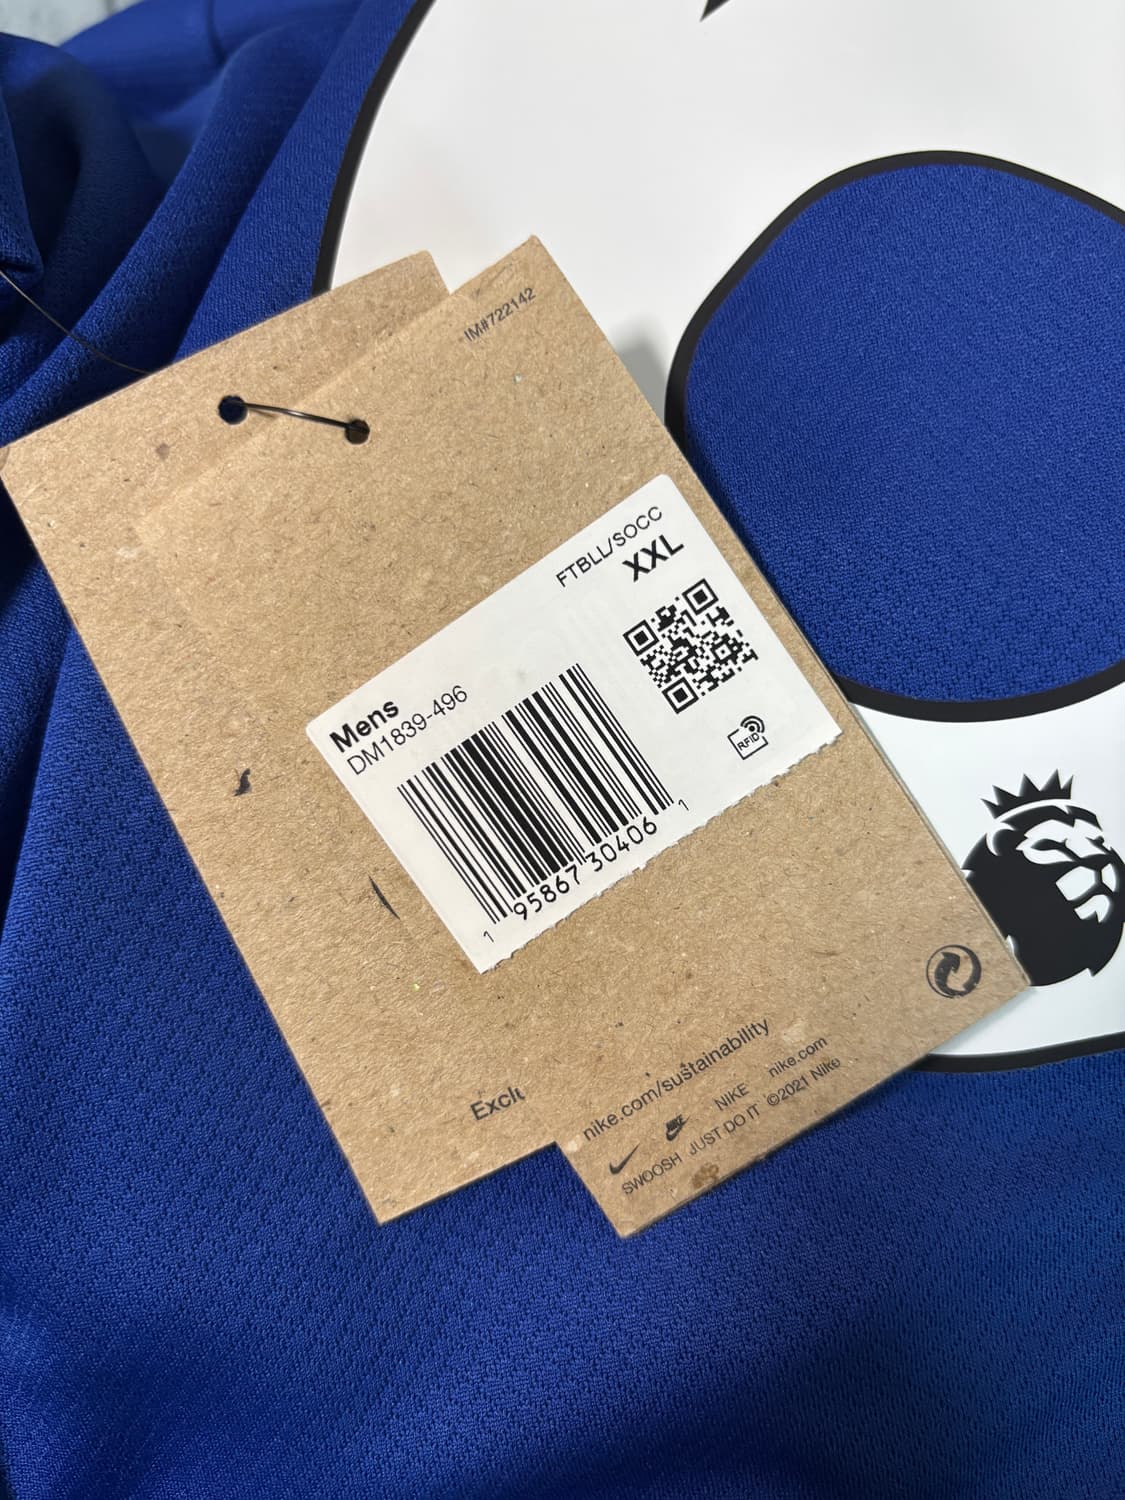 IM#722142
FTBLL/SOCC
XXL
Mens
DM1839-496
RFID
1 95867 30406 1
nike.com/sustainability
NIKE nike.com
SWOOSH JUST DO IT ©2021 Nike